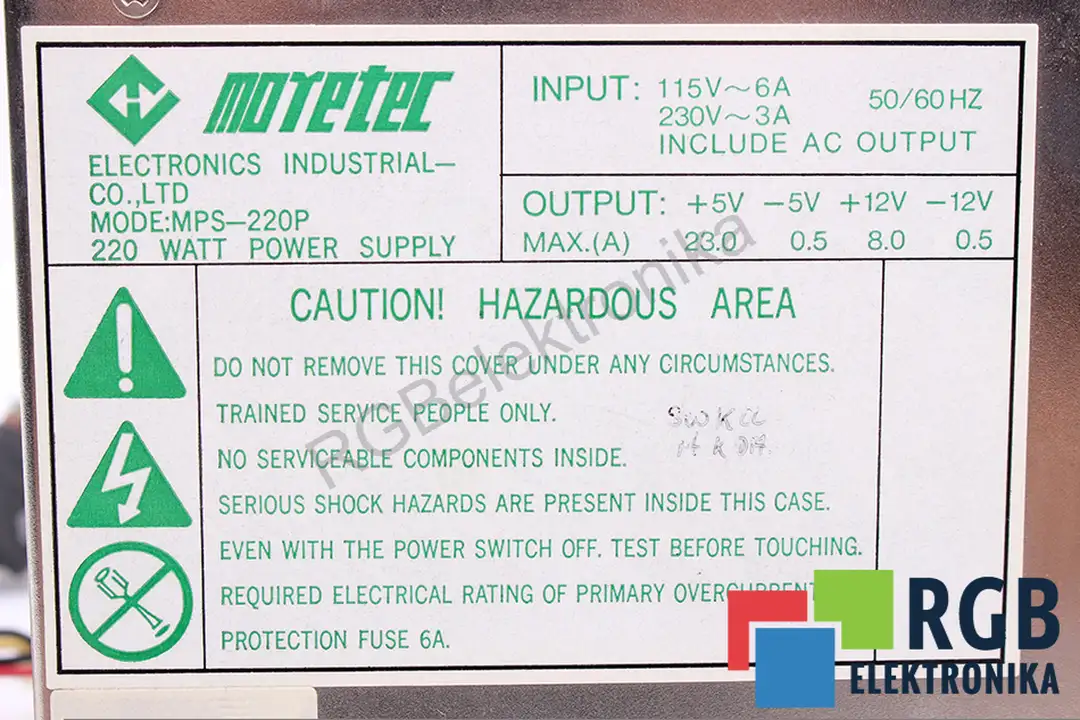 moretec
ELECTRONICS INDUSTRIAL—
CO.,LTD
MODE:MPS—220P
220 WATT POWER SUPPLY
INPUT: 115V～6A 50/60HZ
230V～3A
INCLUDE AC OUTPUT
OUTPUT: +5V —5V +12V —12V
MAX.(A) 23.0 0.5 8.0 0.5
CAUTION! HAZARDOUS AREA
DO NOT REMOVE THIS COVER UNDER ANY CIRCUMSTANCES.
TRAINED SERVICE PEOPLE ONLY.
NO SERVICEABLE COMPONENTS INSIDE.
SERIOUS SHOCK HAZARDS ARE PRESENT INSIDE THIS CASE.
EVEN WITH THE POWER SWITCH OFF. TEST BEFORE TOUCHING.
REQUIRED ELECTRICAL RATING OF PRIMARY OVERCURRENT
PROTECTION FUSE 6A.
RGBelektronika
RGB
ELEKTRONIKA